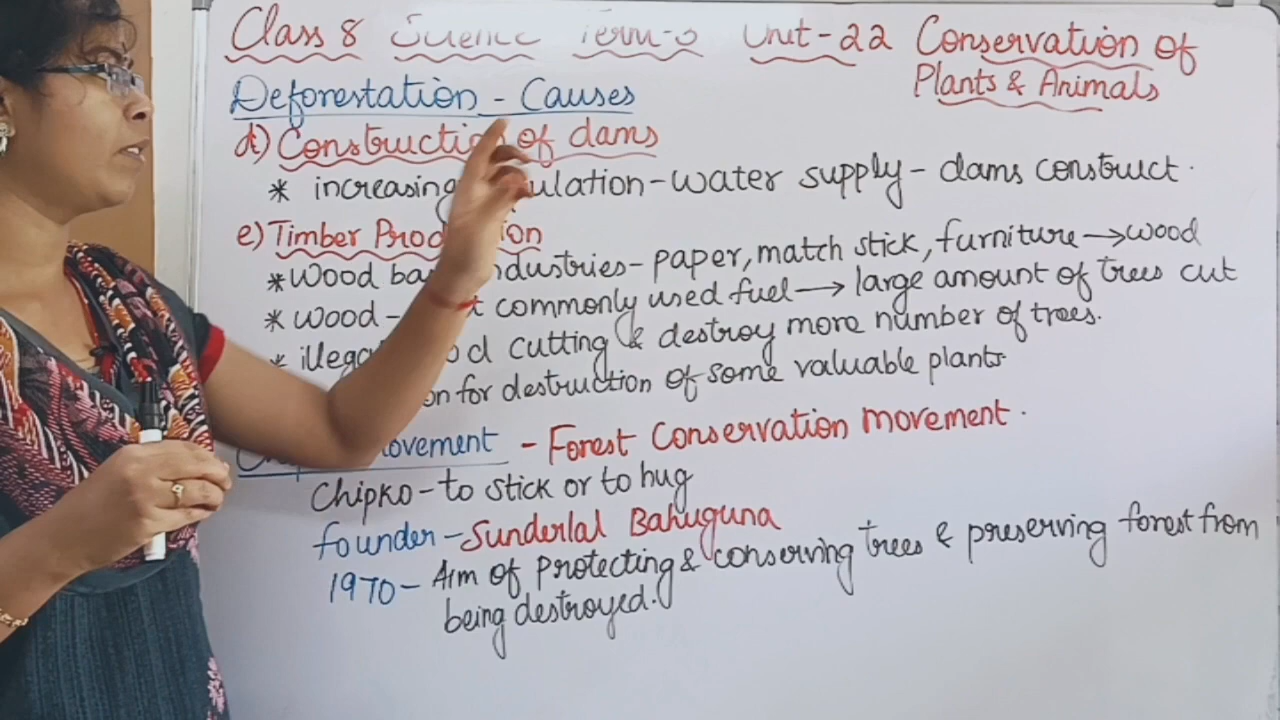 Class 8 Science Term-3 Unit-22 Conservation of
Plants & Animals
Deforestation - Causes
d) Construction of dams
* increasing ulation-water supply- dams construct.
e) Timber Prod ion
* Wood ba ndustries- paper, match stick, furniture→wood
* wood- t commonly used fuel→ large amount of trees cut
* illega d cutting & destroy more number of trees.
on for destruction of some valuable plants
ovement - Forest Conservation movement.
Chipko-to stick or to hug
founder-Sunderlal Bahuguna
1970- Aim of Protecting & conserving trees & preserving forest from
being destroyed.